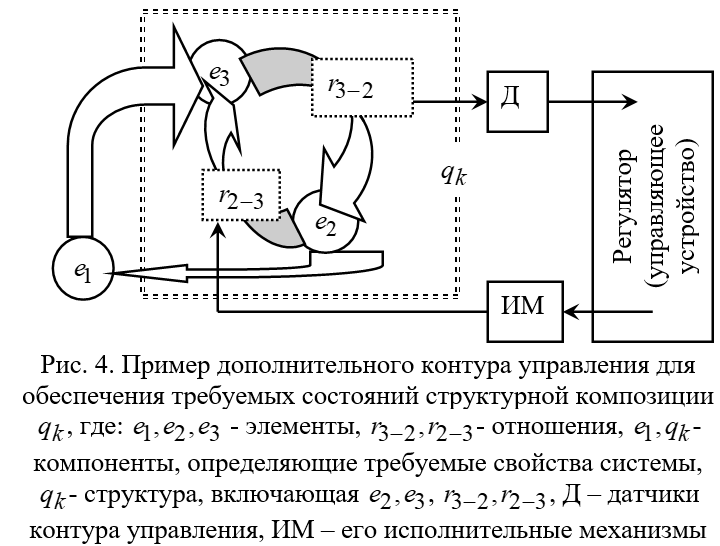 e3
r3−2
Д
Регулятор
(управляющее
устройство)
qk
r2−3
e2
e1
ИМ
Рис. 4. Пример дополнительного контура управления для
обеспечения требуемых состояний структурной композиции
qk, где: e1, e2, e3 - элементы, r3−2, r2−3 - отношения, e1, qk -
компоненты, определяющие требуемые свойства системы,
qk - структура, включающая e2, e3, r3−2, r2−3, Д – датчики
контура управления, ИМ – его исполнительные механизмы